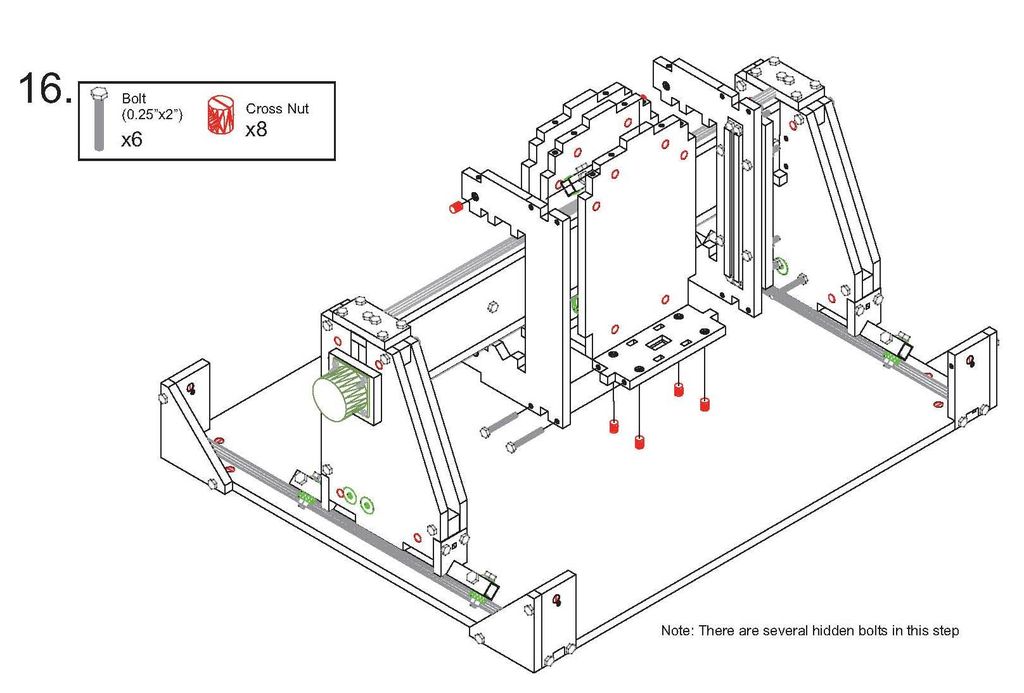 16.
Bolt
(0.25"x2")
x6
Cross Nut
x8
Note: There are several hidden bolts in this step